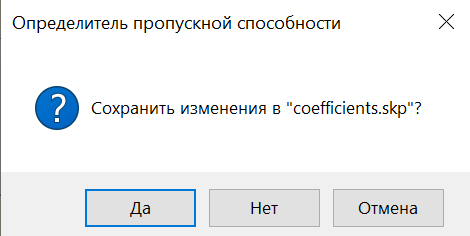 Определитель пропускной способности
Сохранить изменения в "coefficients.skp"?
Да
Нет
Отмена